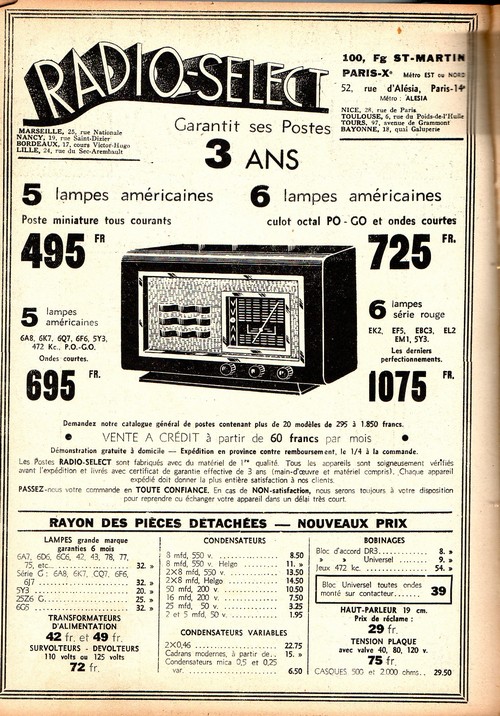 RADIO-SELECT
100, Fg ST-MARTIN
PARIS-Xe Métro EST ou NORD
52, rue d'Alésia, Paris-14e
Métro : ALESIA
NICE, 28, rue de Paris
TOULOUSE, 6, rue du Poids-de-l'Huile
TOURS, 97, avenue de Grammont
BAYONNE, 18, quai Galuperie
MARSEILLE, 25, rue Nationale
NANCY, 19, rue Saint-Dizier
BORDEAUX, 17, cours Victor-Hugo
LILLE, 24, rue du Sec-Arembault
Garantit ses Postes
3 ANS
5 lampes américaines
Poste miniature tous courants
495 FR
6 lampes américaines
culot octal PO - GO et ondes courtes
725 FR.
5 lampes
américaines
6A8, 6K7, 6Q7, 6F6, 5Y3,
472 Kc., P.O.-G.O.
Ondes courtes.
695 FR.
6 lampes
série rouge
EK2, EF5, EBC3, EL2
EM1, 5Y3.
Les derniers
perfectionnements.
1075 FR.
Demandez notre catalogue général de postes contenant plus de 20 modèles de 295 à 1.850 francs.
• VENTE A CRÉDIT à partir de 60 francs par mois •
Démonstration gratuite à domicile — Expédition en province contre remboursement, le 1/4 à la commande.
Les Postes RADIO-SELECT sont fabriqués avec du matériel de 1re qualité. Tous les appareils sont soigneusement vérifiés
avant l'expédition et livrés avec certificat de garantie effective de 3 ans (main-d'œuvre et matériel compris). Chaque appareil
expédié doit donner la plus entière satisfaction à nos clients.
PASSEZ-nous votre commande en TOUTE CONFIANCE. En cas de NON-satisfaction, nous serons toujours à votre disposition
pour reprendre ou échanger votre appareil dans un délai très court.
RAYON DES PIÈCES DÉTACHÉES — NOUVEAUX PRIX
LAMPES grande marque
garanties 6 mois
6A7, 6D6, 6C6, 42, 43, 78, 77,
75, etc... 32. »
Série G : 6A8, 6K7, CQ7, 6F6,
6J7 32. »
5Y3 20. »
25Z6 G 25. »
6G5 32. »
TRANSFORMATEURS
D'ALIMENTATION
42 fr. et 49 fr.
SURVOLTEURS - DEVOLTEURS
110 volts ou 125 volts
72 fr.
CONDENSATEURS
8 mfd, 550 v. 8.50
8 mfd, 550 v. Helgo 11. »
2X8 mfd, 550 v. 13.50
2X8 mfd, Helgo 14.50
50 mfd, 200 v. 10.50
16 mfd, 200 v. 7.50
25 mfd, 50 v. 3.25
2 et 5 mfd, 50 v. 1.95
CONDENSATEURS VARIABLES
2X0,46 22.75
Cadrans modernes, à partir de.. 15. »
Condensateurs mica 0,5 et 0,25
var. 6.50
BOBINAGES
Bloc d'accord DR3 8. »
» » Universel 9. »
Jeux 472 kc. 54. »
Bloc Universel toutes ondes
monté sur contacteur 39
HAUT-PARLEUR 19 cm.
Prix de réclame :
29 fr.
TENSION PLAQUE
avec valve 40, 80, 120 v.
75 fr.
CASQUES 500 et 2.000 ohms.. 29.50